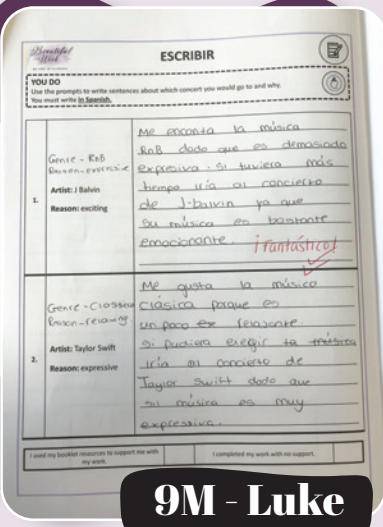 Beautiful
Work
ESCRIBIR
YOU DO
Use the prompts to write sentences about which concert you would go to and why.
You must write in Spanish.
1.
Genre - RnB
Reason - expressive
Artist: J Balvin
Reason: exciting
Me enconta la música
RnB dado que es demasiado
expresiva. Si tuviera más
tiempo iría al concierto
de J-balvin ya que
su música es bastante
emocionante.
¡Fantástico!
2.
Genre - Classical
Reason - relaxing
Artist: Taylor Swift
Reason: expressive
Me gusta la músico
Clásica porque es
un poco es relajante.
Si pudiera elegir la música
Iría al concierto de
Taylor Swift dado que
su música es muy
expressiva.
I used my booklet resources to support me with
my work.
I completed my work with no support.
9M - Luke